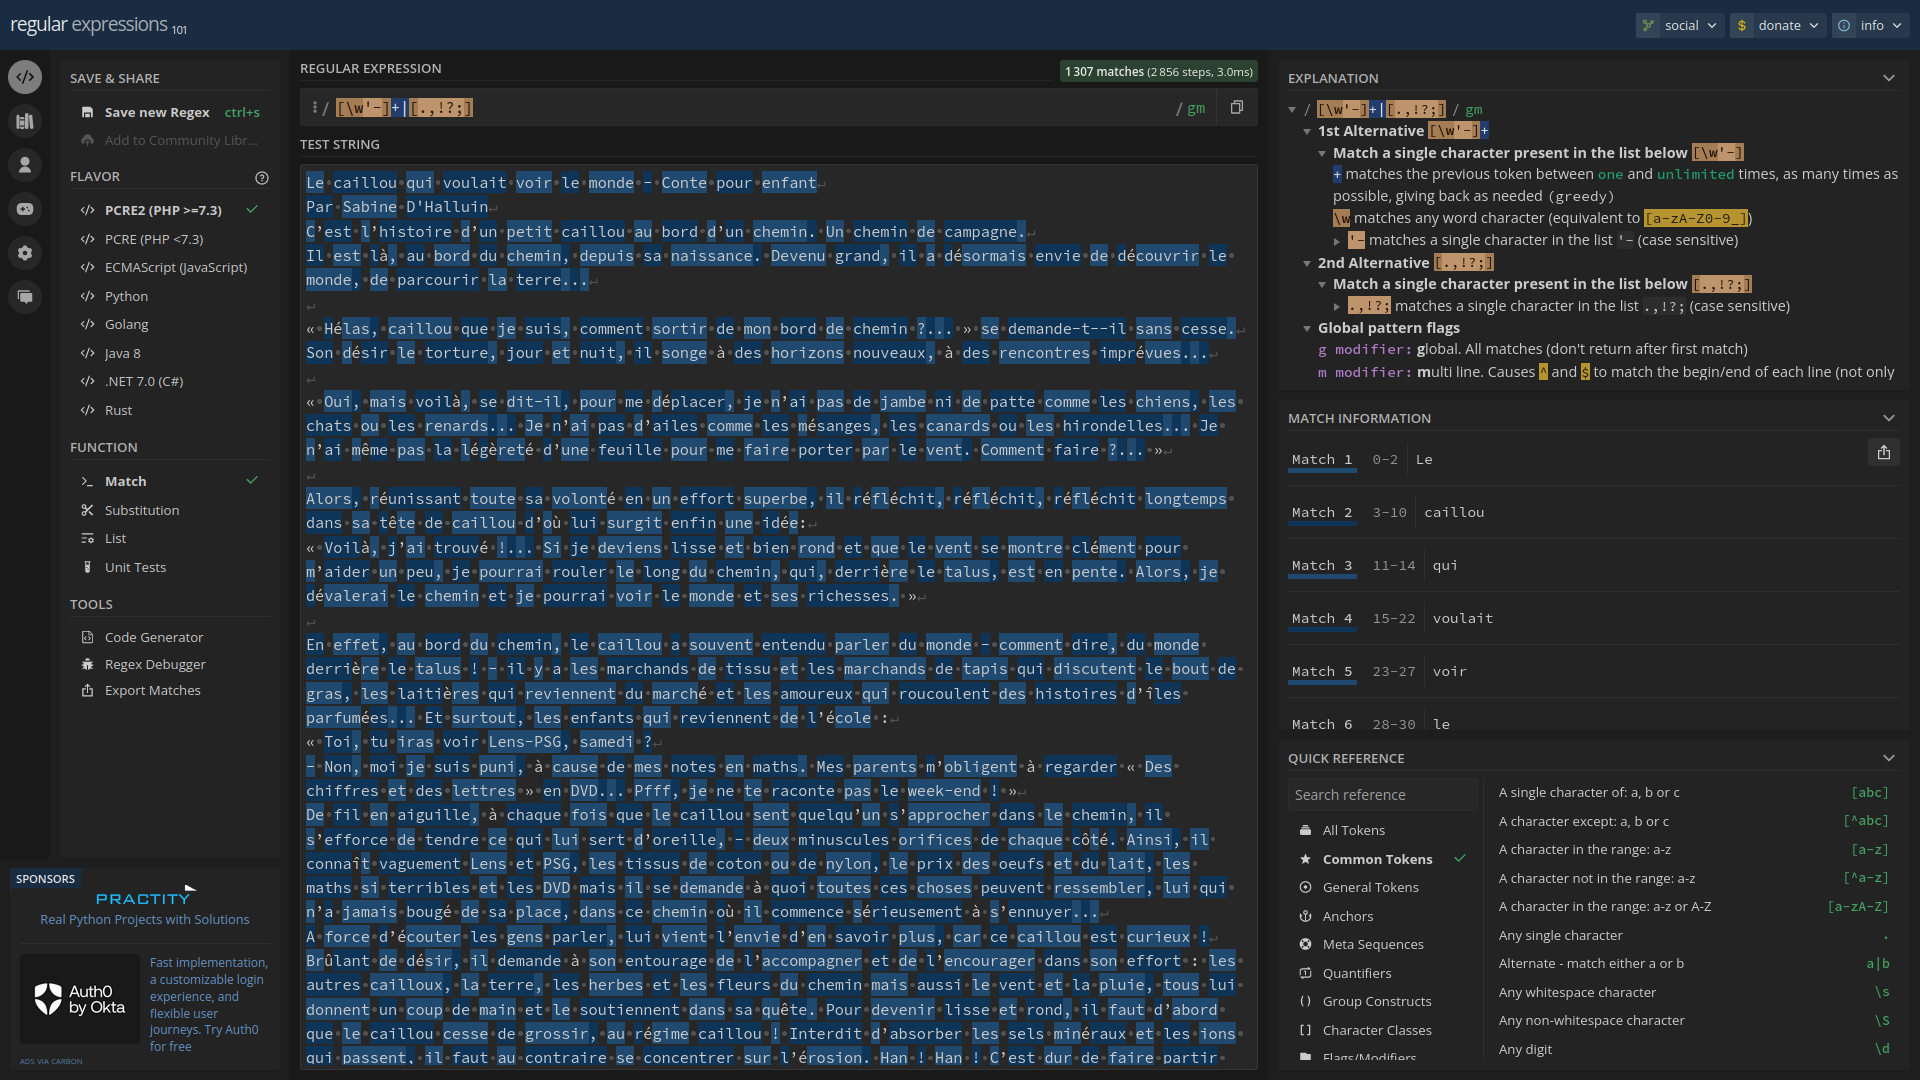 regular expressions 101
social
donate
info
SAVE & SHARE
Save new Regex ctrl+s
Add to Community Libr...
FLAVOR
PCRE2 (PHP >=7.3)
PCRE (PHP <7.3)
ECMAScript (JavaScript)
Python
Golang
Java 8
.NET 7.0 (C#)
Rust
FUNCTION
Match
Substitution
List
Unit Tests
TOOLS
Code Generator
Regex Debugger
Export Matches
SPONSORS
PRACTITY
Real Python Projects with Solutions
Auth0 by Okta
Fast implementation,
a customizable login
experience, and
flexible user
journeys. Try Auth0
for free
ADS VIA CARBON
REGULAR EXPRESSION
1 307 matches (2 856 steps, 3.0ms)
/ [\w'-]+|[.,!?;] / gm
TEST STRING
Le caillou qui voulait voir le monde - Conte pour enfant
Par Sabine D'Halluin
C’est l’histoire d’un petit caillou au bord d’un chemin. Un chemin de campagne.
Il est là, au bord du chemin, depuis sa naissance. Devenu grand, il a désormais envie de découvrir le
monde, de parcourir la terre...
« Hélas, caillou que je suis, comment sortir de mon bord de chemin ?... » se demande-t--il sans cesse.
Son désir le torture, jour et nuit, il songe à des horizons nouveaux, à des rencontres imprévues...
« Oui, mais voilà, se dit-il, pour me déplacer, je n’ai pas de jambe ni de patte comme les chiens, les
chats ou les renards... Je n’ai pas d’ailes comme les mésanges, les canards ou les hirondelles... Je
n’ai même pas la légèreté d’une feuille pour me faire porter par le vent. Comment faire ?... »
Alors, réunissant toute sa volonté en un effort superbe, il réfléchit, réfléchit, réfléchit longtemps
dans sa tête de caillou d’où lui surgit enfin une idée:
« Voilà, j’ai trouvé !... Si je deviens lisse et bien rond et que le vent se montre clément pour
m’aider un peu, je pourrai rouler le long du chemin, qui, derrière le talus, est en pente. Alors, je
dévalerai le chemin et je pourrai voir le monde et ses richesses. »
En effet, au bord du chemin, le caillou a souvent entendu parler du monde - comment dire, du monde
derrière le talus ! - il y a les marchands de tissu et les marchands de tapis qui discutent le bout de
gras, les laitières qui reviennent du marché et les amoureux qui roucoulent des histoires d’îles
parfumées... Et surtout, les enfants qui reviennent de l’école :
« Toi, tu iras voir Lens-PSG, samedi ?
- Non, moi je suis puni, à cause de mes notes en maths. Mes parents m’obligent à regarder « Des
chiffres et des lettres » en DVD... Pfff, je ne te raconte pas le week-end ! »
De fil en aiguille, à chaque fois que le caillou sent quelqu’un s’approcher dans le chemin, il
s’efforce de tendre ce qui lui sert d’oreille, - deux minuscules orifices de chaque côté. Ainsi, il
connaît vaguement Lens et PSG, les tissus de coton ou de nylon, le prix des oeufs et du lait, les
maths si terribles et les DVD mais il se demande à quoi toutes ces choses peuvent ressembler, lui qui
n’a jamais bougé de sa place, dans ce chemin où il commence sérieusement à s’ennuyer...
A force d’écouter les gens parler, lui vient l’envie d’en savoir plus, car ce caillou est curieux !
Brûlant de désir, il demande à son entourage de l’accompagner et de l’encourager dans son effort : les
autres cailloux, la terre, les herbes et les fleurs du chemin mais aussi le vent et la pluie, tous lui
donnent un coup de main et le soutiennent dans sa quête. Pour devenir lisse et rond, il faut d’abord
que le caillou cesse de grossir, au régime caillou ! Interdit d’absorber les sels minéraux et les ions
qui passent, il faut au contraire se concentrer sur l’érosion. Han ! Han ! C’est dur de faire partir
EXPLANATION
/ [\w'-]+|[.,!?;] / gm
1st Alternative [\w'-]+
Match a single character present in the list below [\w'-]
+ matches the previous token between one and unlimited times, as many times as
possible, giving back as needed (greedy)
\w matches any word character (equivalent to [a-zA-Z0-9_])
'- matches a single character in the list '- (case sensitive)
2nd Alternative [.,!?;]
Match a single character present in the list below [.,!?;]
.,!?; matches a single character in the list .,!?; (case sensitive)
Global pattern flags
g modifier: global. All matches (don't return after first match)
m modifier: multi line. Causes ^ and $ to match the begin/end of each line (not only
MATCH INFORMATION
Match 1 0-2 Le
Match 2 3-10 caillou
Match 3 11-14 qui
Match 4 15-22 voulait
Match 5 23-27 voir
Match 6 28-30 le
QUICK REFERENCE
Search reference
All Tokens
Common Tokens
General Tokens
Anchors
Meta Sequences
Quantifiers
Group Constructs
Character Classes
Flags/Modifiers
A single character of: a, b or c [abc]
A character except: a, b or c [^abc]
A character in the range: a-z [a-z]
A character not in the range: a-z [^a-z]
A character in the range: a-z or A-Z [a-zA-Z]
Any single character .
Alternate - match either a or b a|b
Any whitespace character \s
Any non-whitespace character \S
Any digit \d